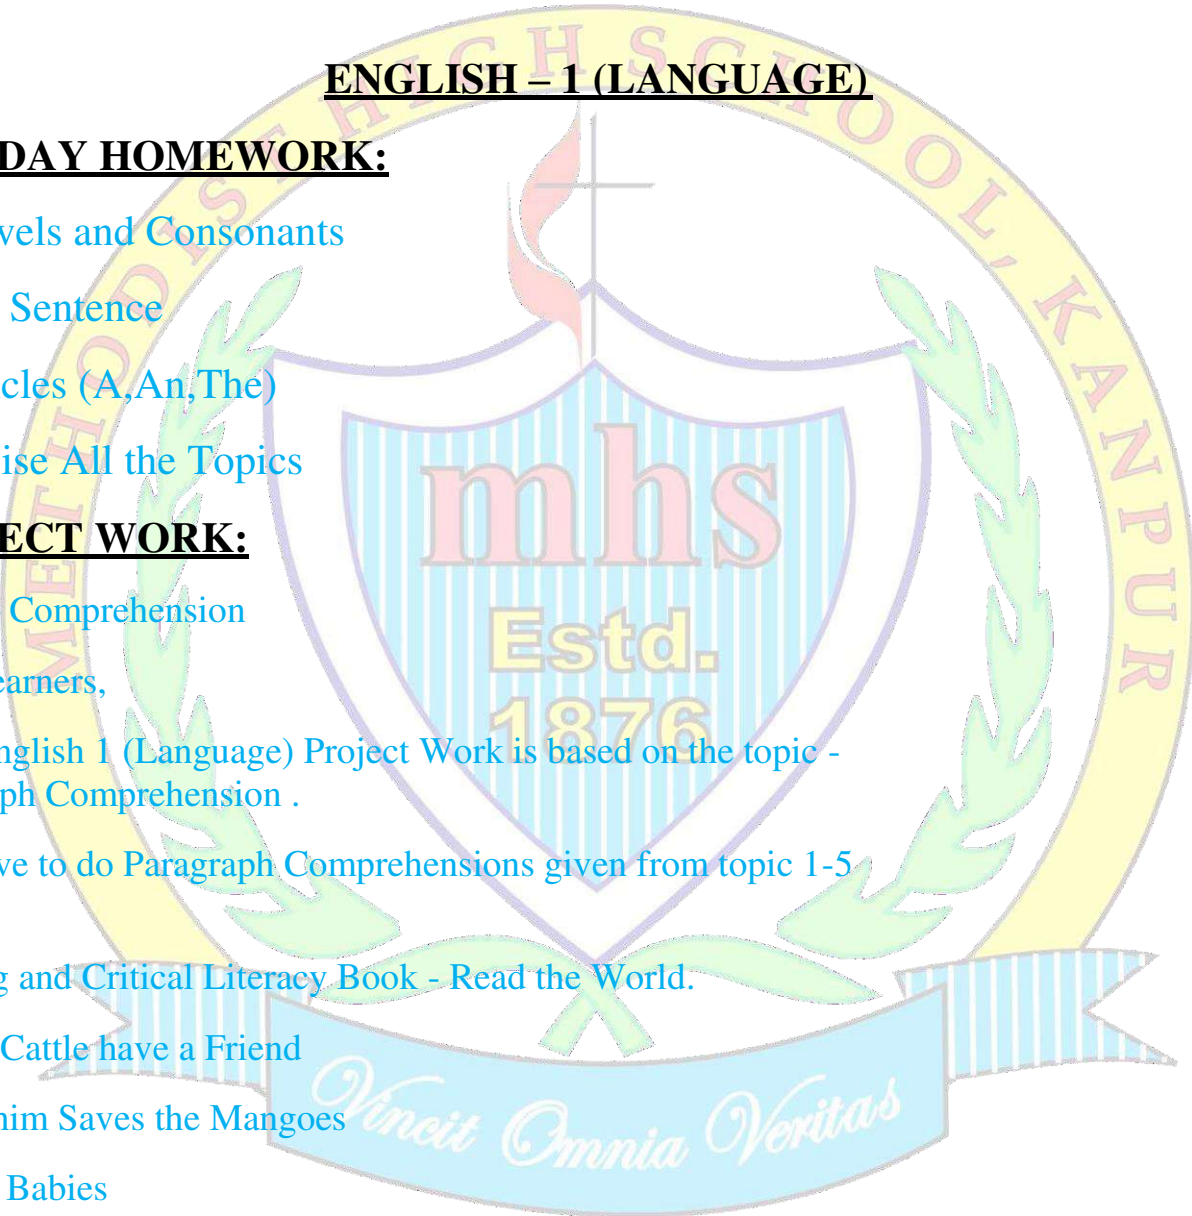 ENGLISH – 1 (LANGUAGE)
DAY HOMEWORK:
vels and Consonants
Sentence
cles (A,An,The)
ise All the Topics
ECT WORK:
Comprehension
earners,
nglish 1 (Language) Project Work is based on the topic -
ph Comprehension .
ve to do Paragraph Comprehensions given from topic 1-5
g and Critical Literacy Book - Read the World.
Cattle have a Friend
him Saves the Mangoes
Babies
METHODIST HIGH SCHOOL, KANPUR
mhs
Estd.
1876
Vincit Omnia Veritas